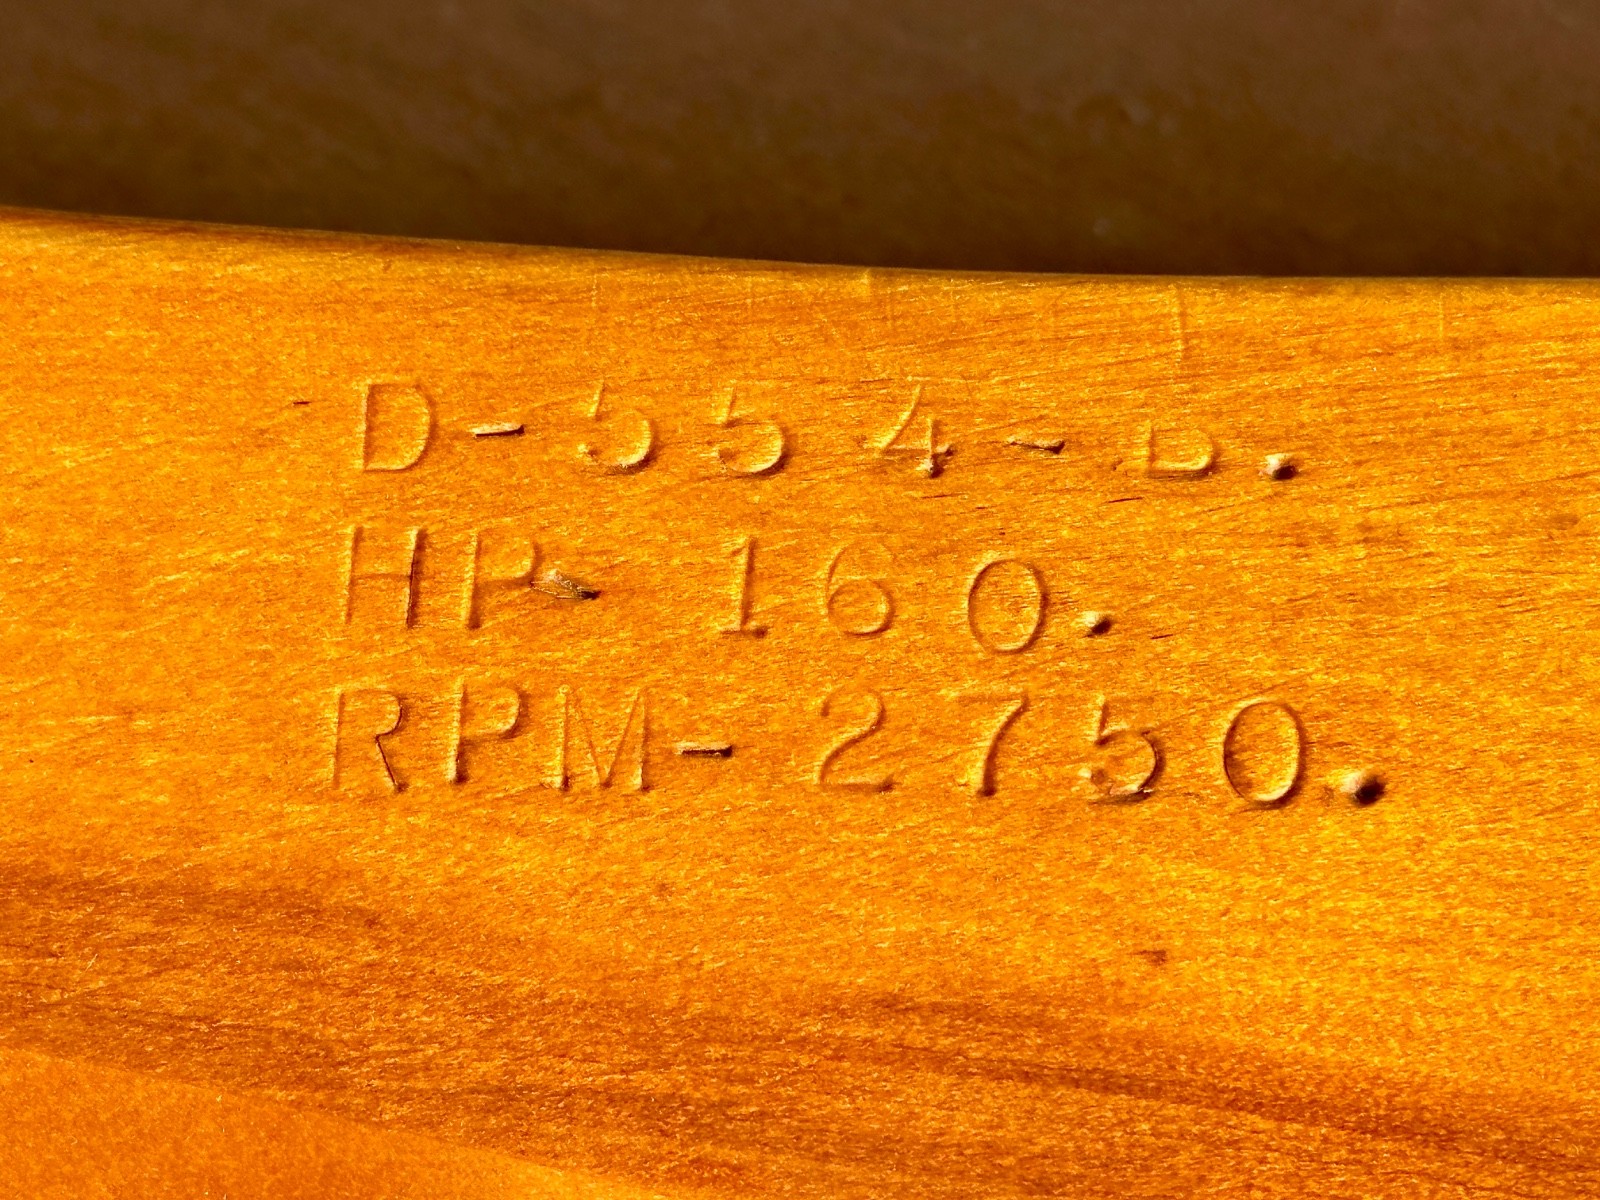 D-554-B.
HP- 160.
RPM- 2750.